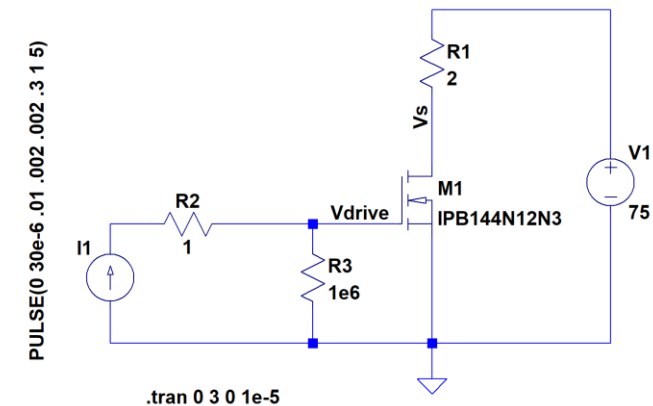 PULSE(0 30e-6 .01 .002 .002 .3 1 5)
I1
R2
1
Vdrive
R3
1e6
R1
2
Vs
M1
IPB144N12N3
V1
75
.tran 0 3 0 1e-5